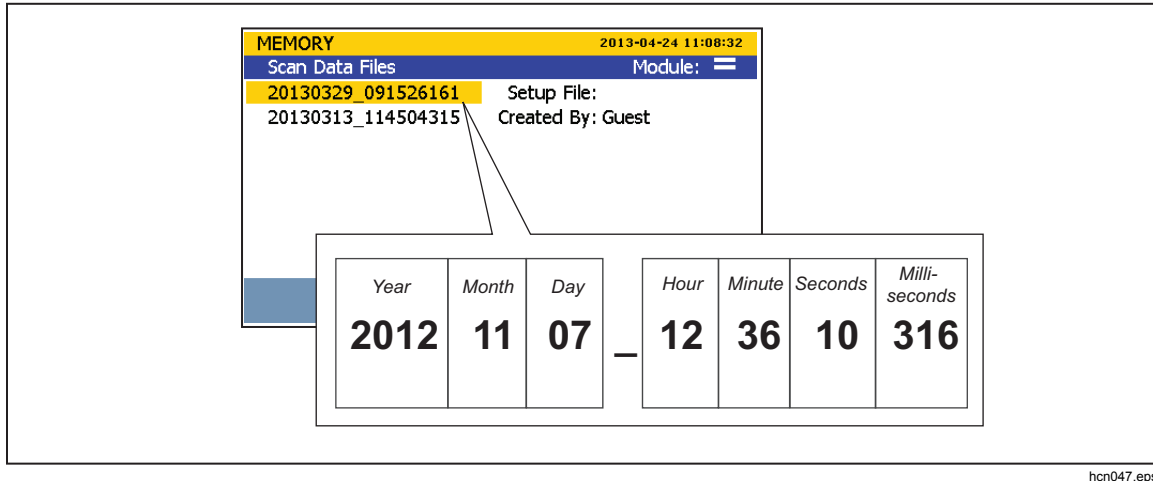 MEMORY 2013-04-24 11:08:32
Scan Data Files Module:
20130329_091526161 Setup File:
20130313_114504315 Created By: Guest
Year Month Day Hour Minute Seconds Milli-
seconds
2012 11 07 _ 12 36 10 316
hcn047.eps